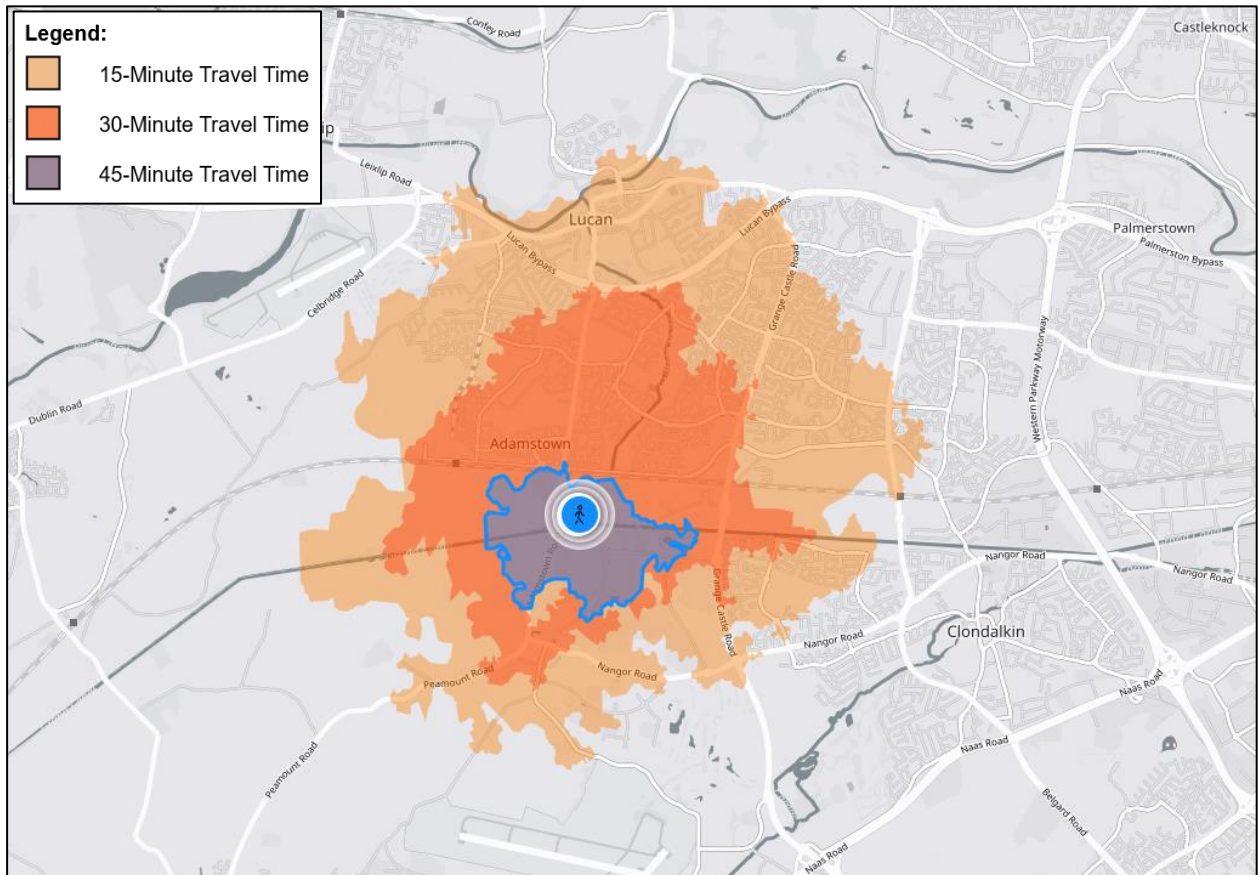 Confey Road
Castleknock
Legend:
15-Minute Travel Time
30-Minute Travel Time
45-Minute Travel Time
Leixlip Road
Lucan
Lucan Bypass
Lucan Bypass
Palmerstown
Palmerston Bypass
Grange Castle Road
Celbridge Road
Western Parkway Motorway
Dublin Road
Adamstown
Nangor Road
Nangor Road
Grange Castle Road
Clondalkin
Nangor Road
Nangor Road
Peamount Road
Naas Road
Naas Road
Peamount Road
Belgard Road
Naas Road